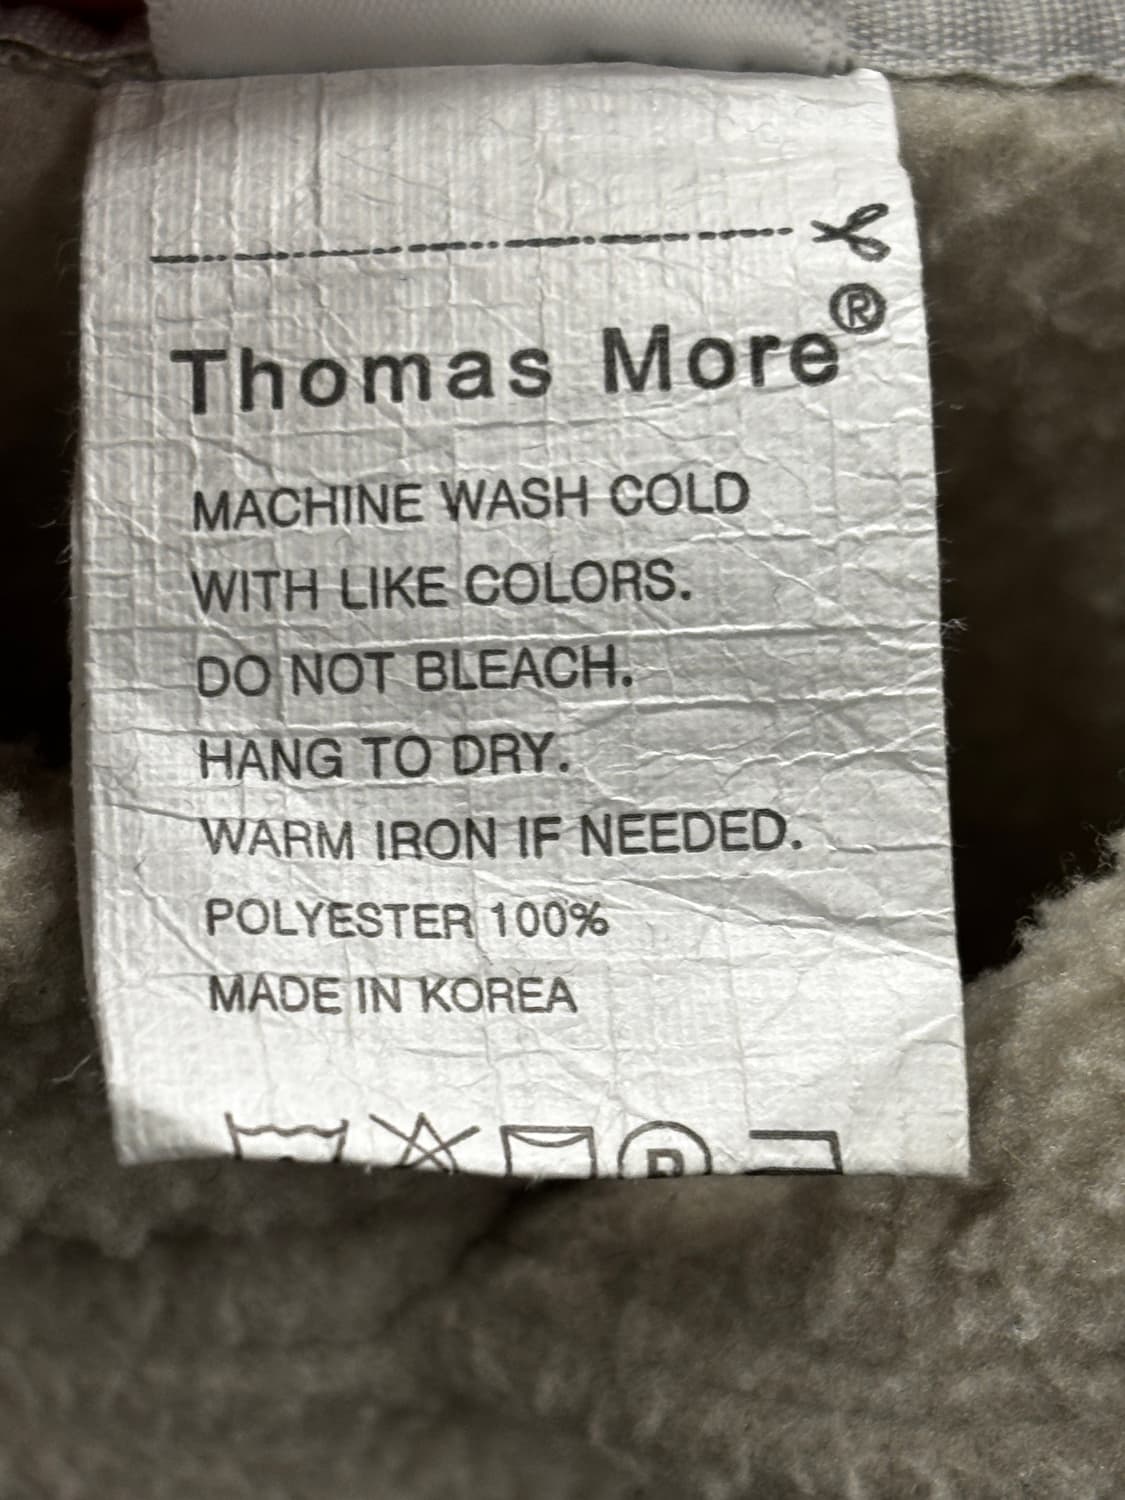 Thomas More®
MACHINE WASH COLD
WITH LIKE COLORS.
DO NOT BLEACH.
HANG TO DRY.
WARM IRON IF NEEDED.
POLYESTER 100%
MADE IN KOREA
P